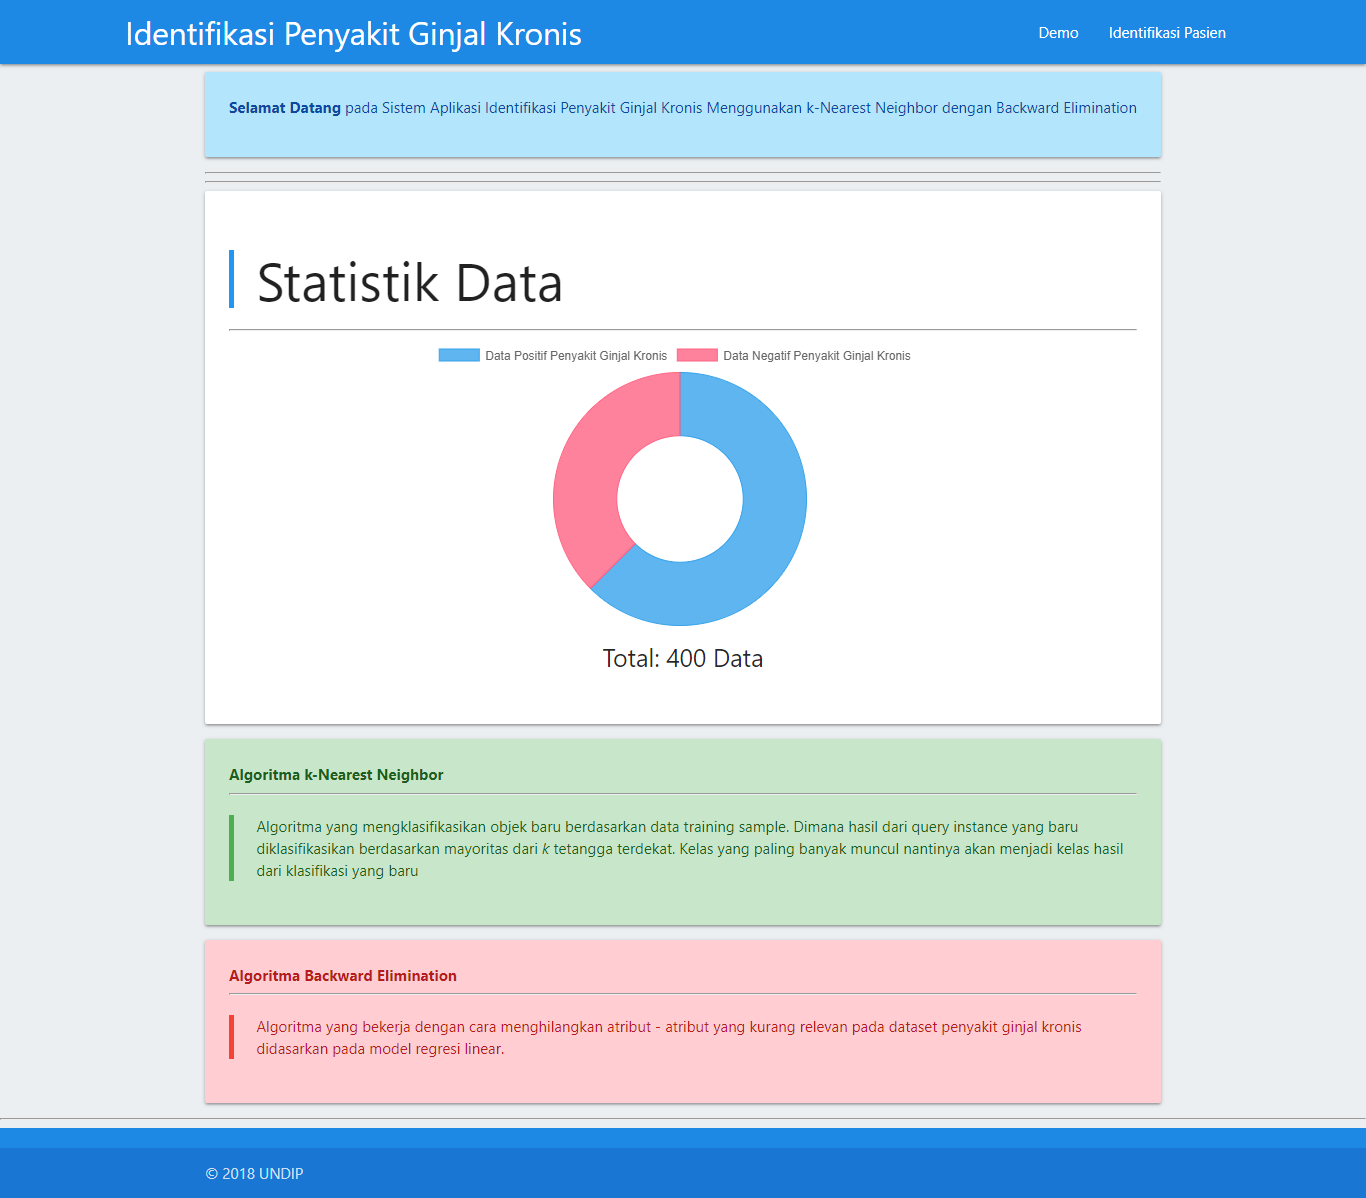 Identifikasi Penyakit Ginjal Kronis
Demo
Identifikasi Pasien
Selamat Datang pada Sistem Aplikasi Identifikasi Penyakit Ginjal Kronis Menggunakan k-Nearest Neighbor dengan Backward Elimination
Statistik Data
Data Positif Penyakit Ginjal Kronis
Data Negatif Penyakit Ginjal Kronis
Total: 400 Data
Algoritma k-Nearest Neighbor
Algoritma yang mengklasifikasikan objek baru berdasarkan data training sample. Dimana hasil dari query instance yang baru
diklasifikasikan berdasarkan mayoritas dari k tetangga terdekat. Kelas yang paling banyak muncul nantinya akan menjadi kelas hasil
dari klasifikasi yang baru
Algoritma Backward Elimination
Algoritma yang bekerja dengan cara menghilangkan atribut - atribut yang kurang relevan pada dataset penyakit ginjal kronis
didasarkan pada model regresi linear.
© 2018 UNDIP